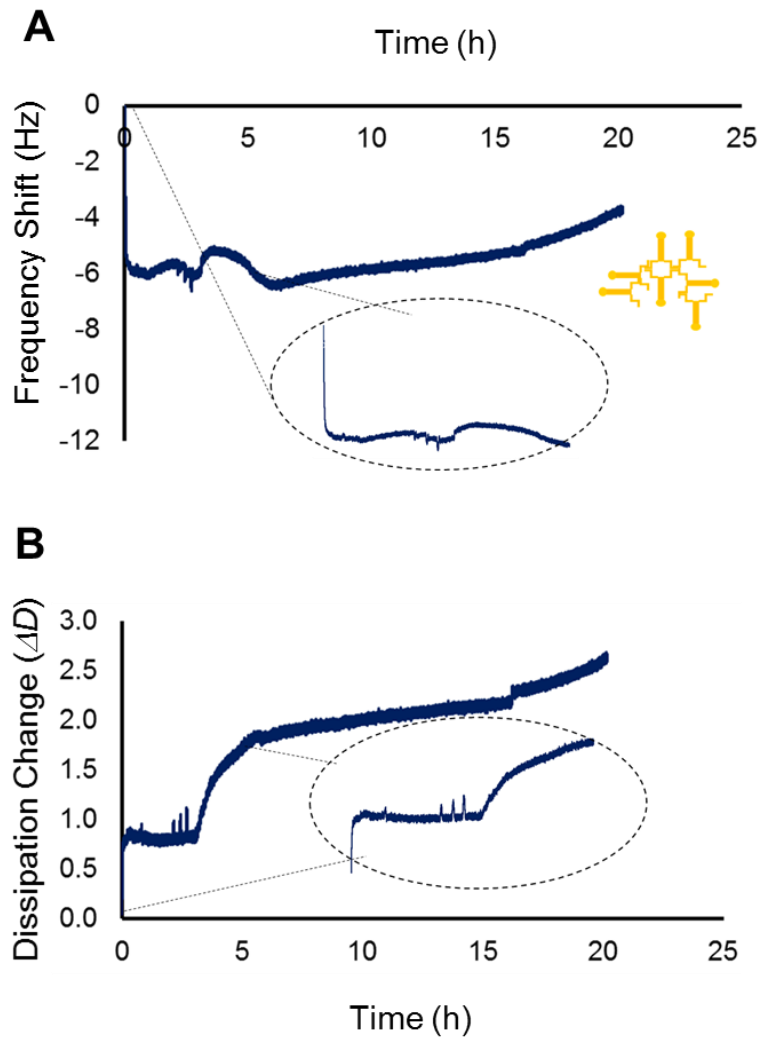 A
Time (h)
0
0 5 10 15 20 25
-2
-4
-6
-8
-10
-12
Frequency Shift (Hz)
B
3.0
2.5
2.0
1.5
1.0
0.5
0.0
Dissipation Change (ΔD)
0 5 10 15 20 25
Time (h)